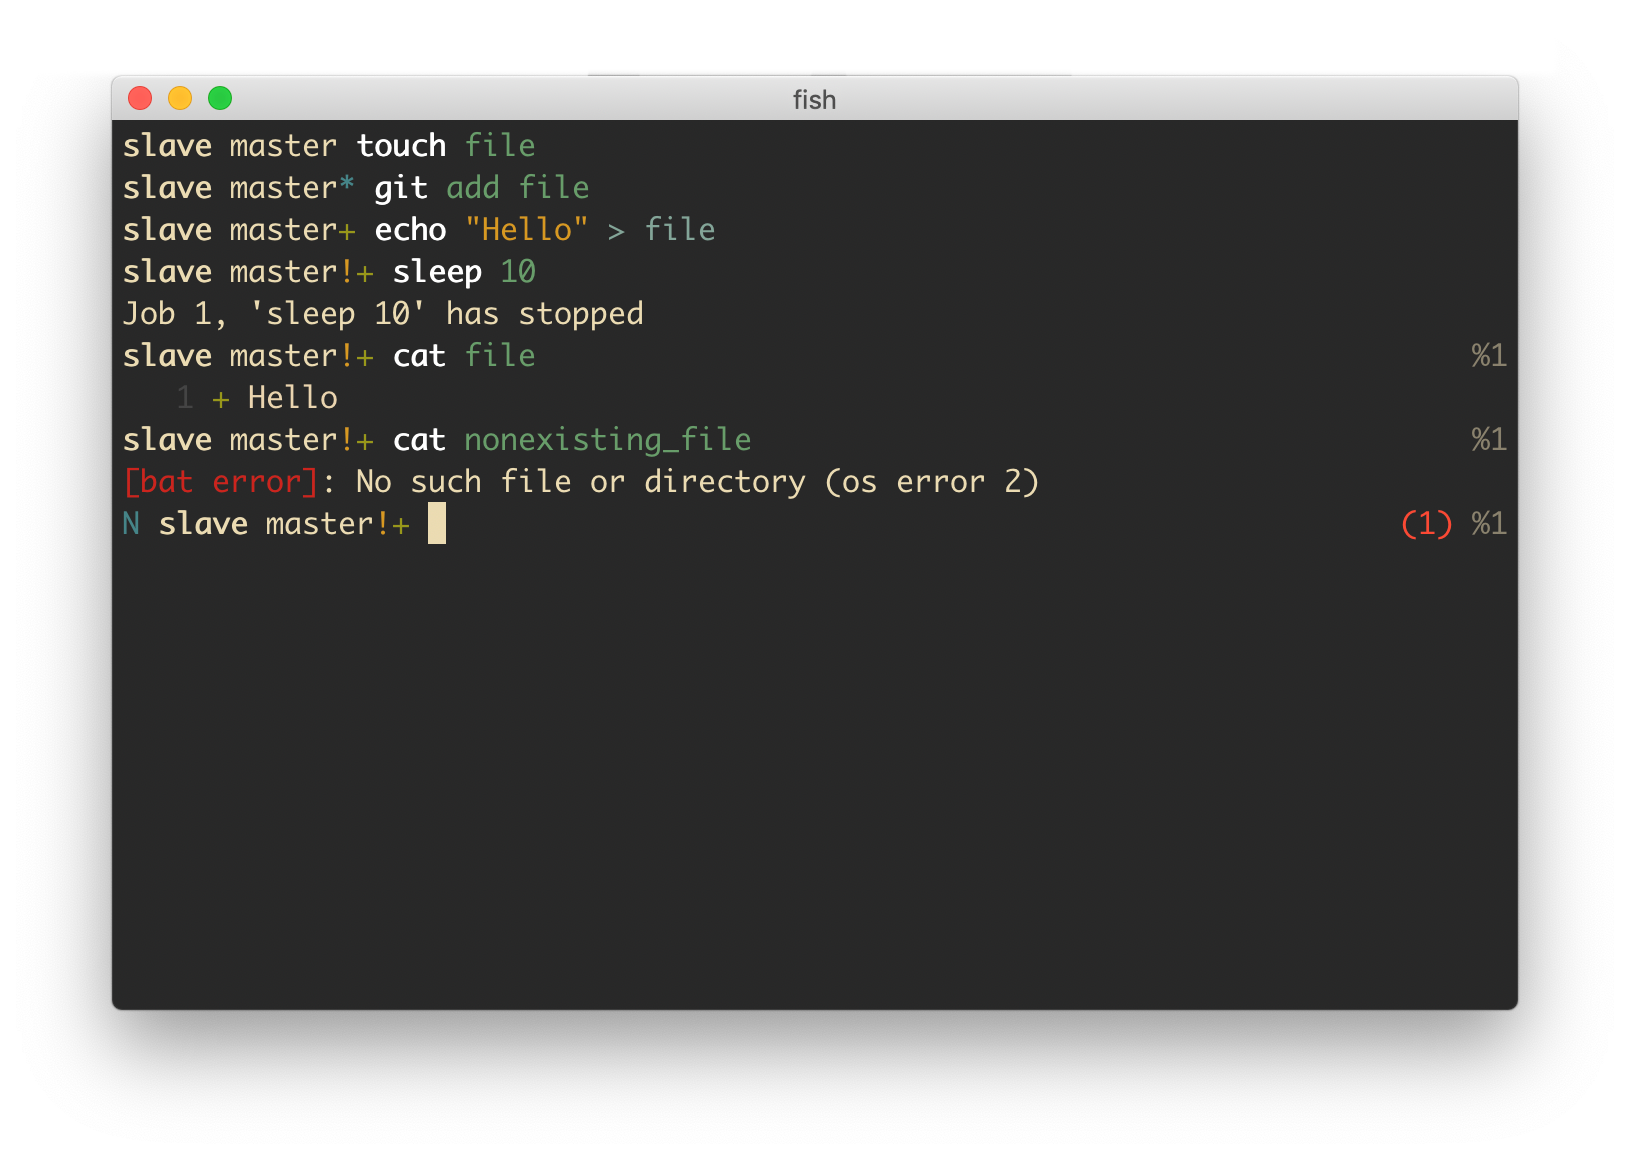 fish
slave master touch file
slave master* git add file
slave master+ echo "Hello" > file
slave master!+ sleep 10
Job 1, 'sleep 10' has stopped
slave master!+ cat file %1
1 + Hello
slave master!+ cat nonexisting_file %1
[bat error]: No such file or directory (os error 2)
N slave master!+ (1) %1